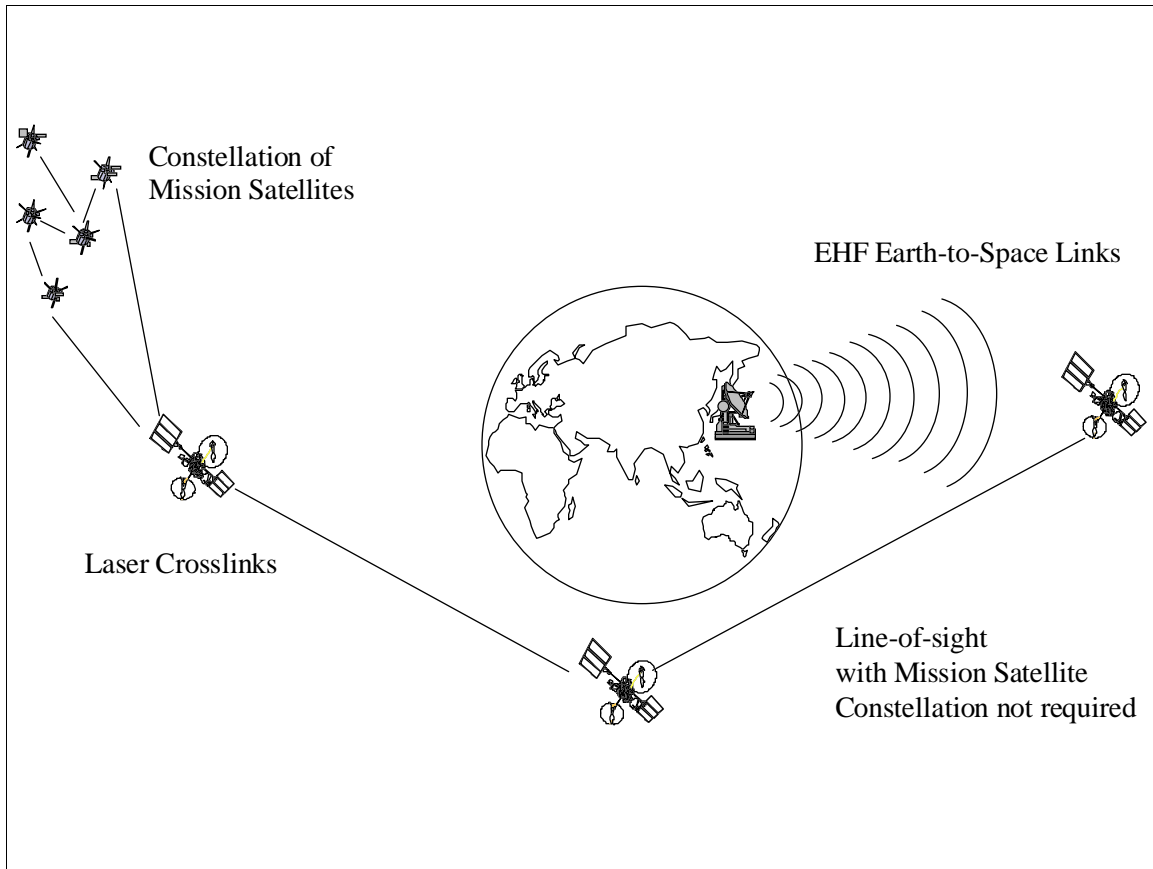 Constellation of
Mission Satellites
EHF Earth-to-Space Links
Laser Crosslinks
Line-of-sight
with Mission Satellite
Constellation not required